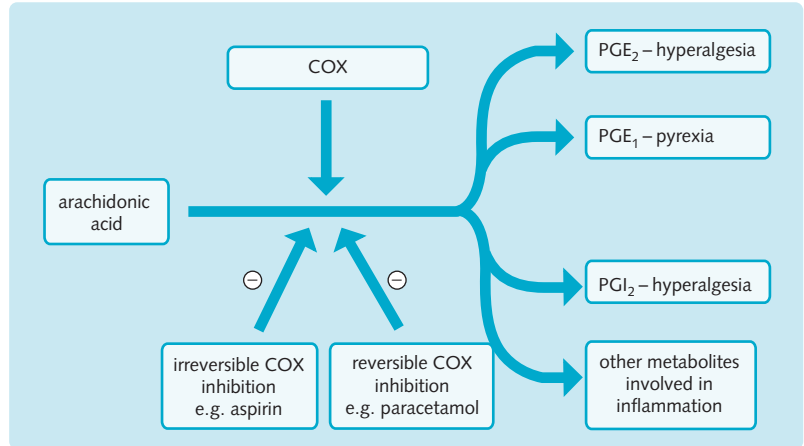 COX
PGE₂ – hyperalgesia
PGE₁ – pyrexia
arachidonic
acid
PGI₂ – hyperalgesia
−
−
irreversible COX
inhibition
e.g. aspirin
reversible COX
inhibition
e.g. paracetamol
other metabolites
involved in
inflammation